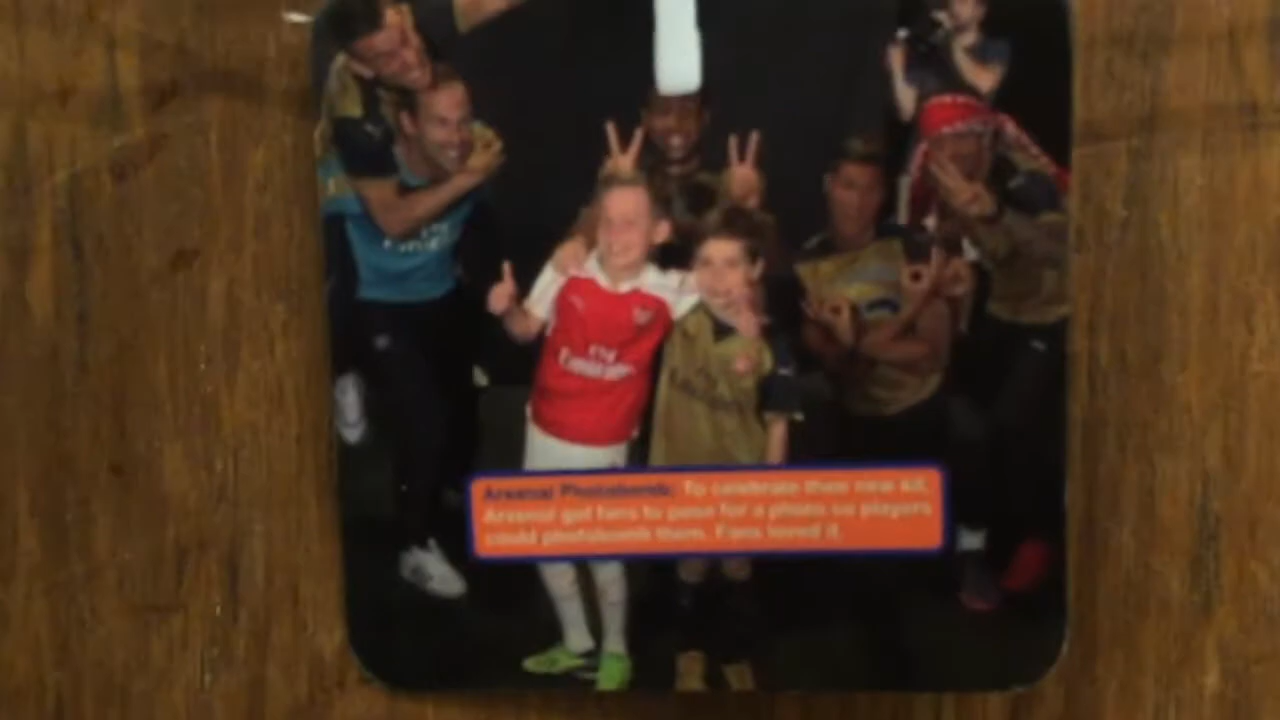 Fly
Emirates
Arsenal Photobomb: To celebrate their new kit,
Arsenal got fans to pose for a photo so players
could photobomb them. Fans loved it.